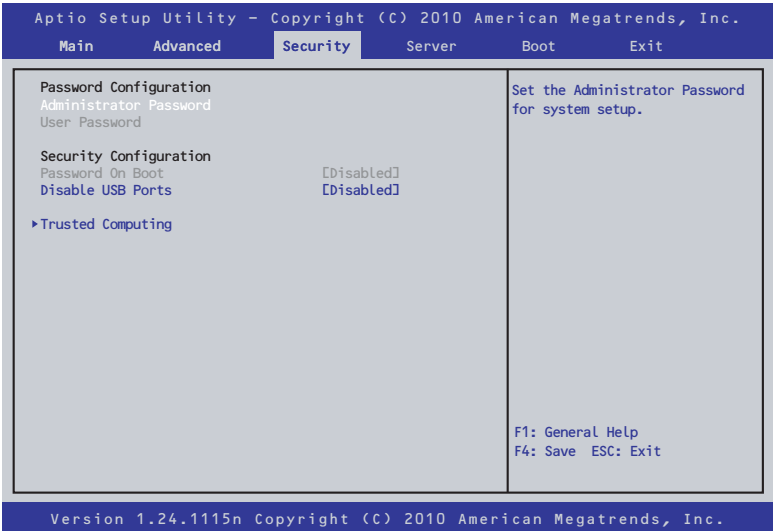 Aptio Setup Utility – Copyright (C) 2010 American Megatrends, Inc.
Main Advanced Security Server Boot Exit
Password Configuration
Administrator Password
User Password
Security Configuration
Password On Boot [Disabled]
Disable USB Ports [Disabled]
▶Trusted Computing
Set the Administrator Password
for system setup.
F1: General Help
F4: Save ESC: Exit
Version 1.24.1115n Copyright (C) 2010 American Megatrends, Inc.